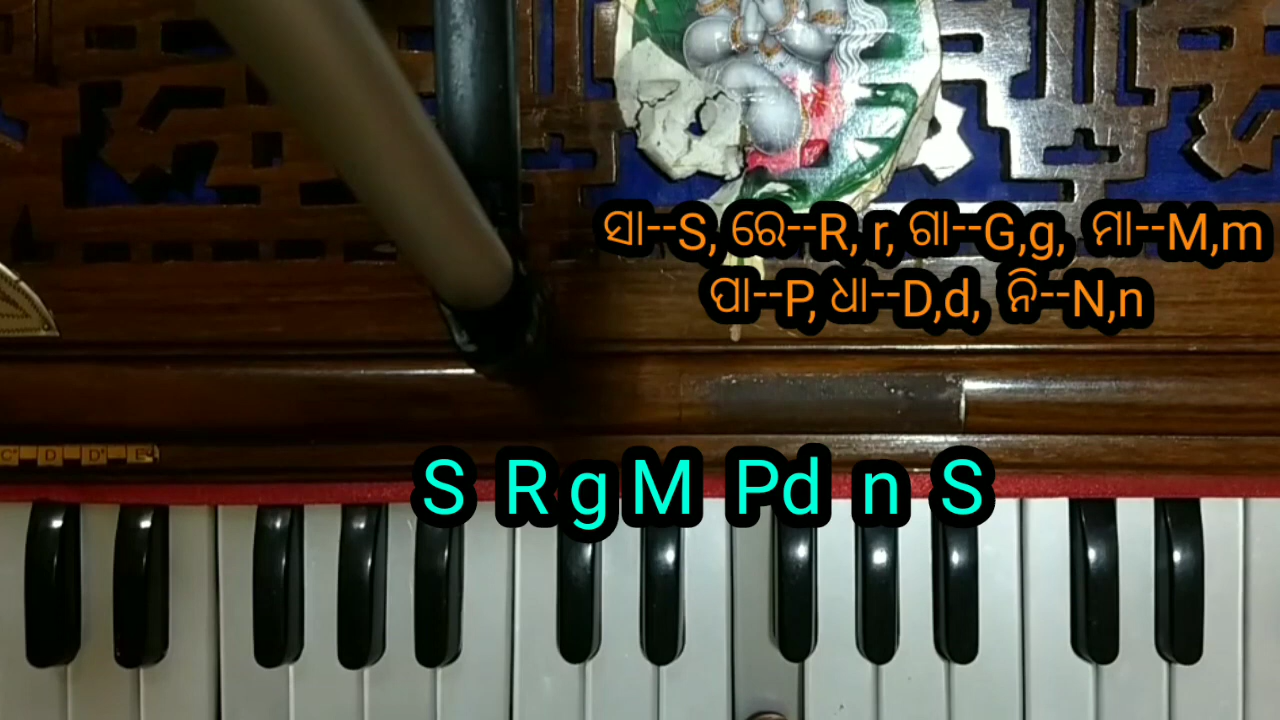 ସା--S, ରେ--R, r, ଗା--G,g, ମା--M,m
ପା--P, ଧା--D,d, ନି--N,n
C# D D# E
S R g M Pd n S